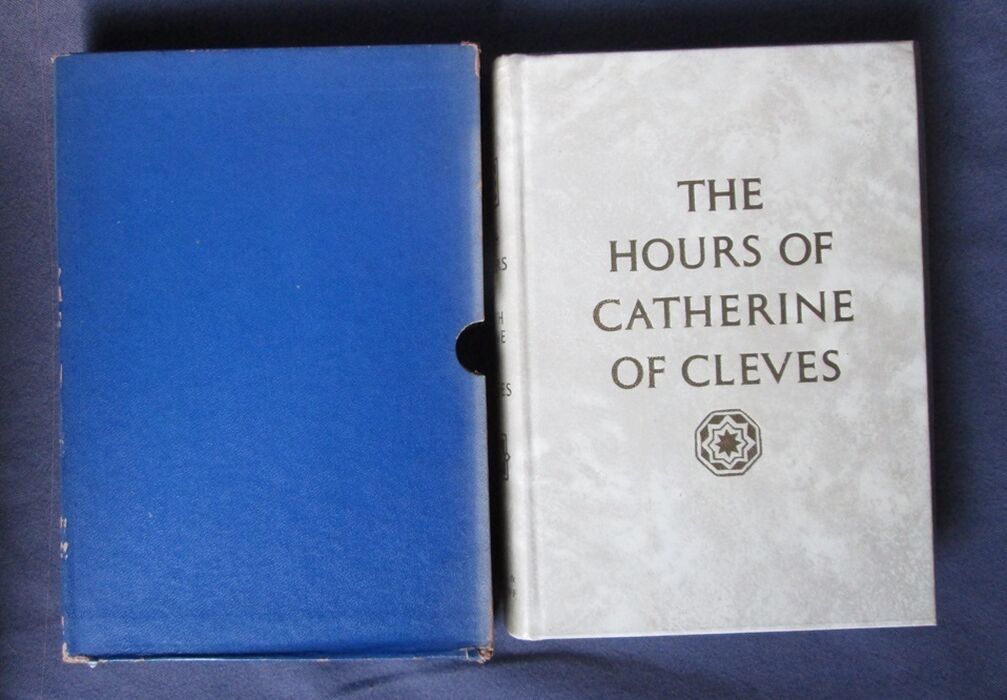 THE
HOURS OF
CATHERINE
OF CLEVES